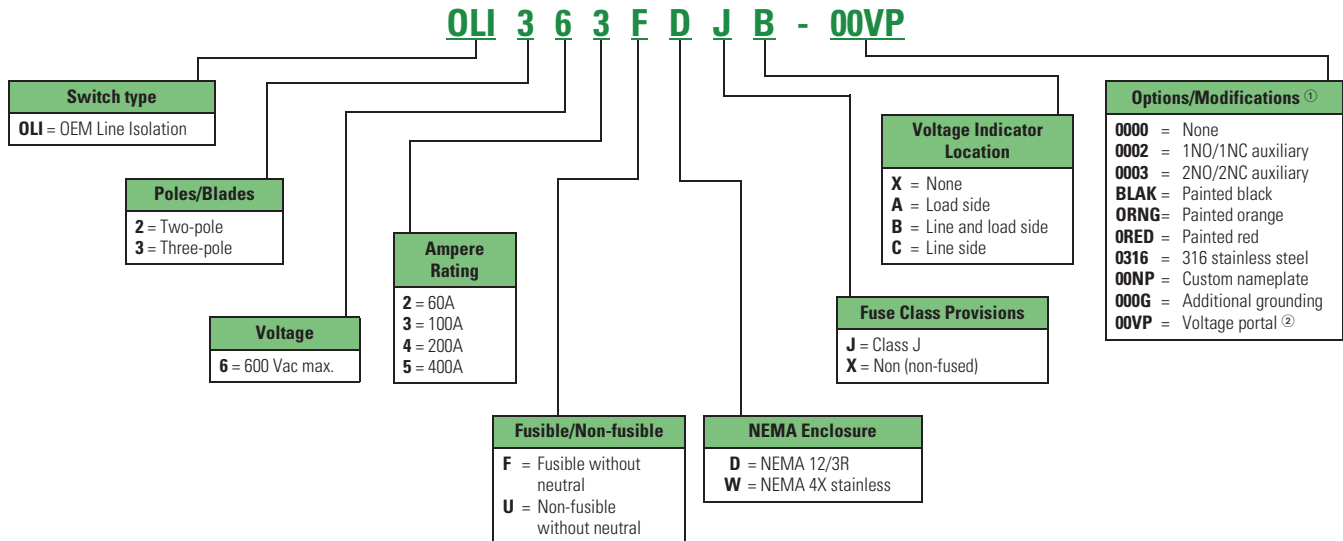 OLI 3 6 3 F D J B - 00VP
Switch type
OLI = OEM Line Isolation
Poles/Blades
2 = Two-pole
3 = Three-pole
Voltage
6 = 600 Vac max.
Ampere
Rating
2 = 60A
3 = 100A
4 = 200A
5 = 400A
Fusible/Non-fusible
F = Fusible without
neutral
U = Non-fusible
without neutral
NEMA Enclosure
D = NEMA 12/3R
W = NEMA 4X stainless
Fuse Class Provisions
J = Class J
X = Non (non-fused)
Voltage Indicator
Location
X = None
A = Load side
B = Line and load side
C = Line side
Options/Modifications ①
0000 = None
0002 = 1NO/1NC auxiliary
0003 = 2NO/2NC auxiliary
BLAK = Painted black
ORNG= Painted orange
0RED = Painted red
0316 = 316 stainless steel
00NP = Custom nameplate
000G = Additional grounding
00VP = Voltage portal ②